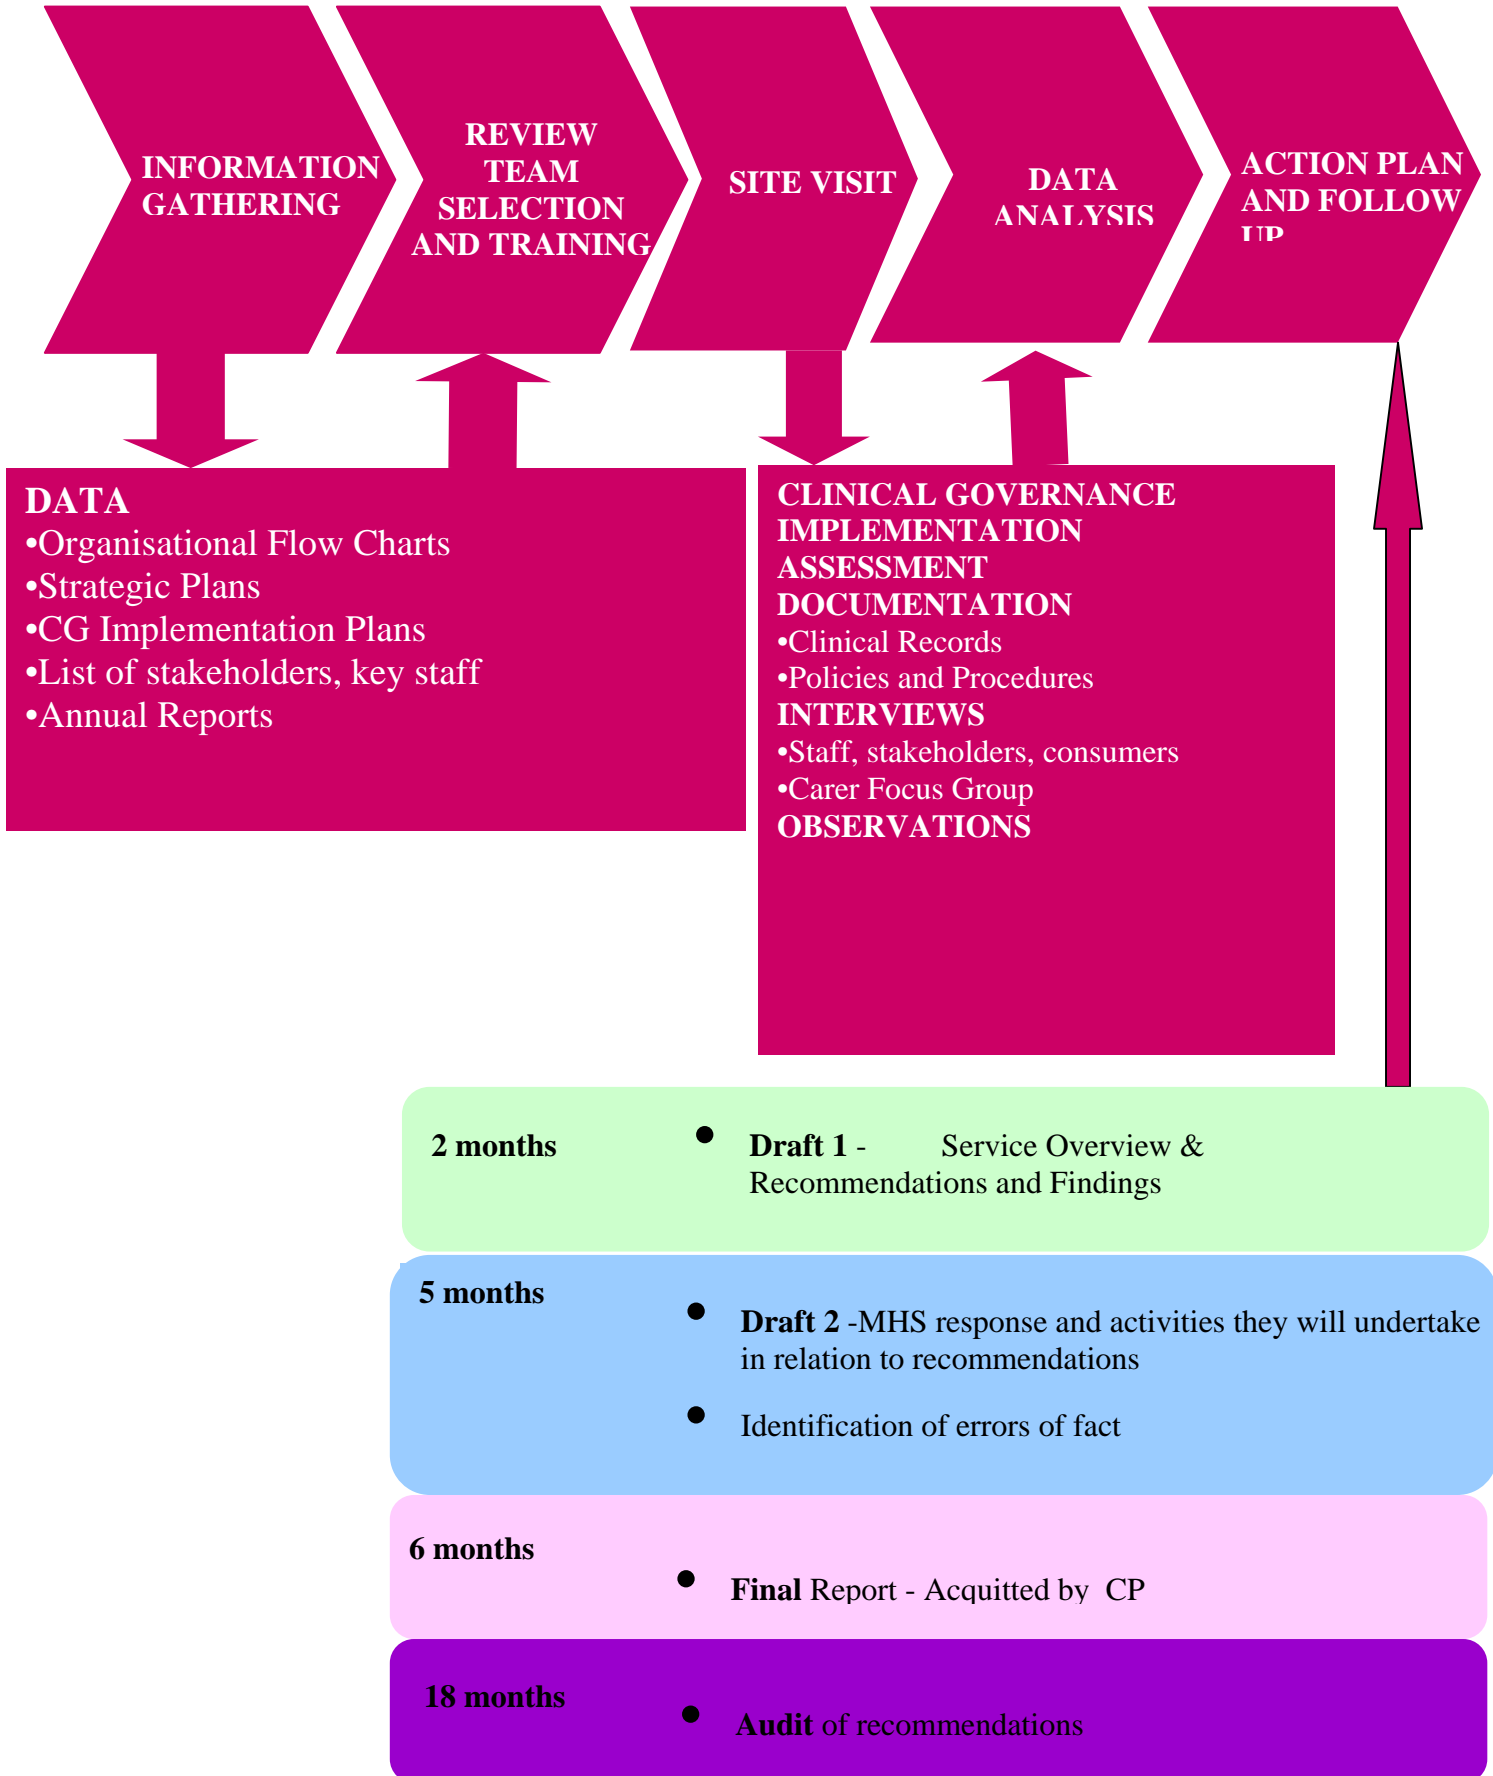 INFORMATION
GATHERING
REVIEW
TEAM
SELECTION
AND TRAINING
SITE VISIT
DATA
ANALYSIS
ACTION PLAN
AND FOLLOW
UP
DATA
•Organisational Flow Charts
•Strategic Plans
•CG Implementation Plans
•List of stakeholders, key staff
•Annual Reports
CLINICAL GOVERNANCE
IMPLEMENTATION
ASSESSMENT
DOCUMENTATION
•Clinical Records
•Policies and Procedures
INTERVIEWS
•Staff, stakeholders, consumers
•Carer Focus Group
OBSERVATIONS
2 months
• Draft 1 - Service Overview &
Recommendations and Findings
5 months
• Draft 2 -MHS response and activities they will undertake
in relation to recommendations
• Identification of errors of fact
6 months
• Final Report - Acquitted by CP
18 months
• Audit of recommendations